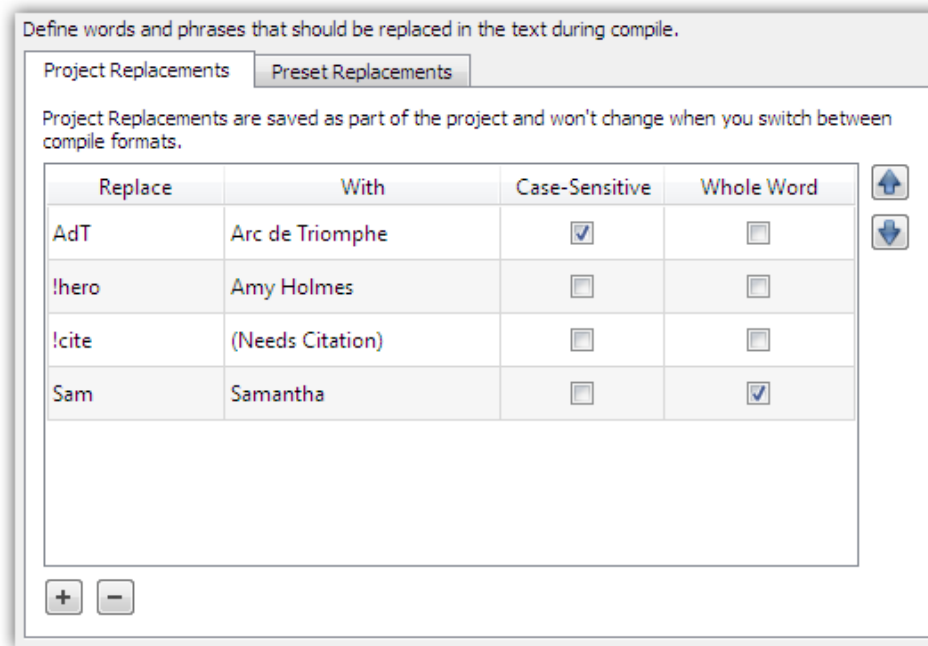 Define words and phrases that should be replaced in the text during compile.
Project Replacements Preset Replacements
Project Replacements are saved as part of the project and won't change when you switch between
compile formats.
Replace With Case-Sensitive Whole Word
AdT Arc de Triomphe
!hero Amy Holmes
!cite (Needs Citation)
Sam Samantha